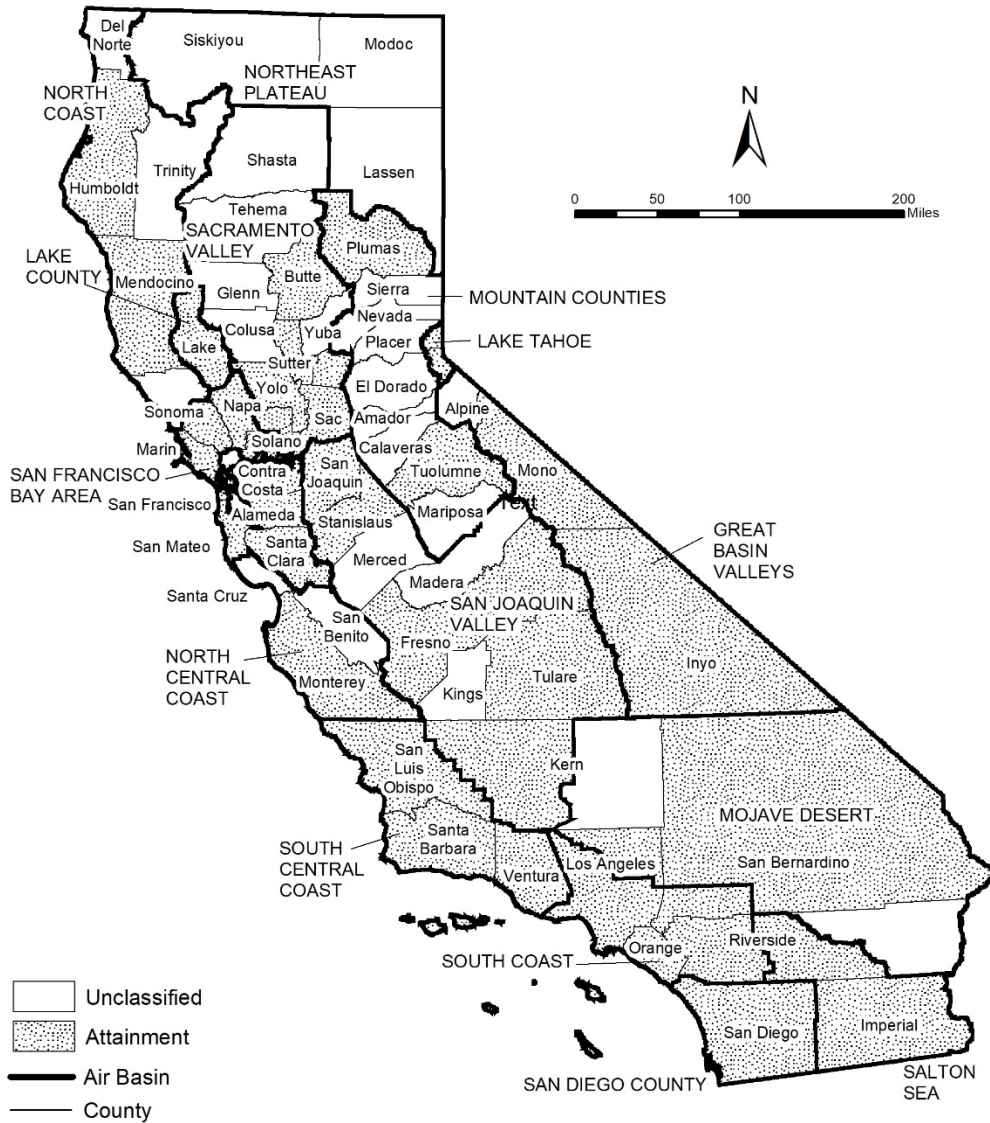 Del
Norte
Siskiyou
Modoc
NORTHEAST
PLATEAU
NORTH
COAST
N
Trinity
Shasta
Lassen
Humboldt
0
50
100
200
Miles
Tehema
SACRAMENTO
VALLEY
Plumas
LAKE
COUNTY
Mendocino
Butte
Glenn
Sierra
MOUNTAIN COUNTIES
Colusa
Yuba
Nevada
Placer
LAKE TAHOE
Lake
Sutter
Yolo
El Dorado
Napa
Sonoma
Sac
Amador
Alpine
Solano
Calaveras
Marin
SAN FRANCISCO
BAY AREA
Contra
Costa
San
Joaquin
Tuolumne
Mono
San Francisco
Alameda
Stanislaus
Mariposa
Text
San Mateo
Santa
Clara
Merced
GREAT
BASIN
VALLEYS
Santa Cruz
Madera
SAN JOAQUIN
VALLEY
San
Benito
Fresno
NORTH
CENTRAL
COAST
Monterey
Kings
Tulare
Inyo
San
Luis
Obispo
Kern
MOJAVE DESERT
SOUTH
CENTRAL
COAST
Santa
Barbara
Ventura
Los Angeles
San Bernardino
Orange
Riverside
SOUTH COAST
San Diego
Imperial
SAN DIEGO COUNTY
SALTON
SEA
Unclassified
Attainment
Air Basin
County